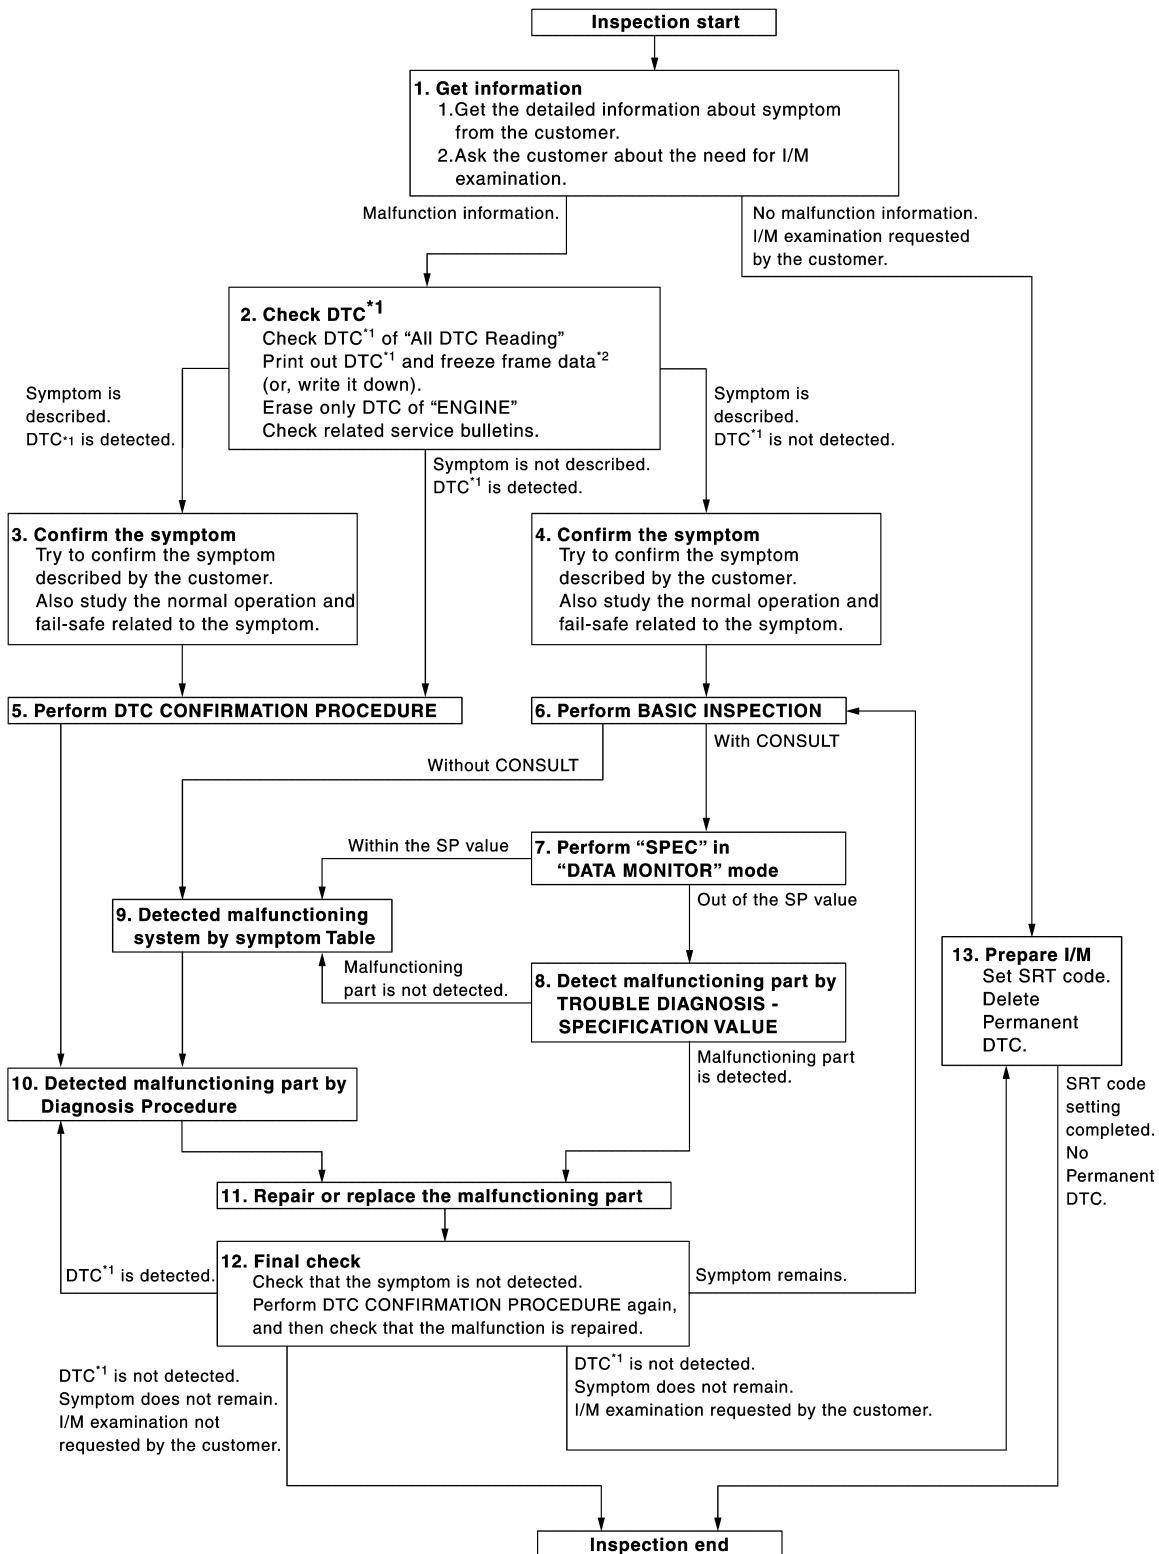 Inspection start
1. Get information
1.Get the detailed information about symptom
from the customer.
2.Ask the customer about the need for I/M
examination.
Malfunction information.
No malfunction information.
I/M examination requested
by the customer.
2. Check DTC*1
Check DTC*1 of “All DTC Reading”
Print out DTC*1 and freeze frame data*2
(or, write it down).
Erase only DTC of “ENGINE”
Check related service bulletins.
Symptom is
described.
DTC*1 is detected.
Symptom is not described.
DTC*1 is detected.
Symptom is
described.
DTC*1 is not detected.
3. Confirm the symptom
Try to confirm the symptom
described by the customer.
Also study the normal operation and
fail-safe related to the symptom.
4. Confirm the symptom
Try to confirm the symptom
described by the customer.
Also study the normal operation and
fail-safe related to the symptom.
5. Perform DTC CONFIRMATION PROCEDURE
6. Perform BASIC INSPECTION
Without CONSULT
With CONSULT
7. Perform “SPEC” in
“DATA MONITOR” mode
Within the SP value
Out of the SP value
9. Detected malfunctioning
system by symptom Table
Malfunctioning
part is not detected.
8. Detect malfunctioning part by
TROUBLE DIAGNOSIS -
SPECIFICATION VALUE
13. Prepare I/M
Set SRT code.
Delete
Permanent
DTC.
Malfunctioning part
is detected.
10. Detected malfunctioning part by
Diagnosis Procedure
SRT code
setting
completed.
No
Permanent
DTC.
11. Repair or replace the malfunctioning part
12. Final check
Check that the symptom is not detected.
Perform DTC CONFIRMATION PROCEDURE again,
and then check that the malfunction is repaired.
DTC*1 is detected.
Symptom remains.
DTC*1 is not detected.
Symptom does not remain.
I/M examination not
requested by the customer.
DTC*1 is not detected.
Symptom does not remain.
I/M examination requested by the customer.
Inspection end